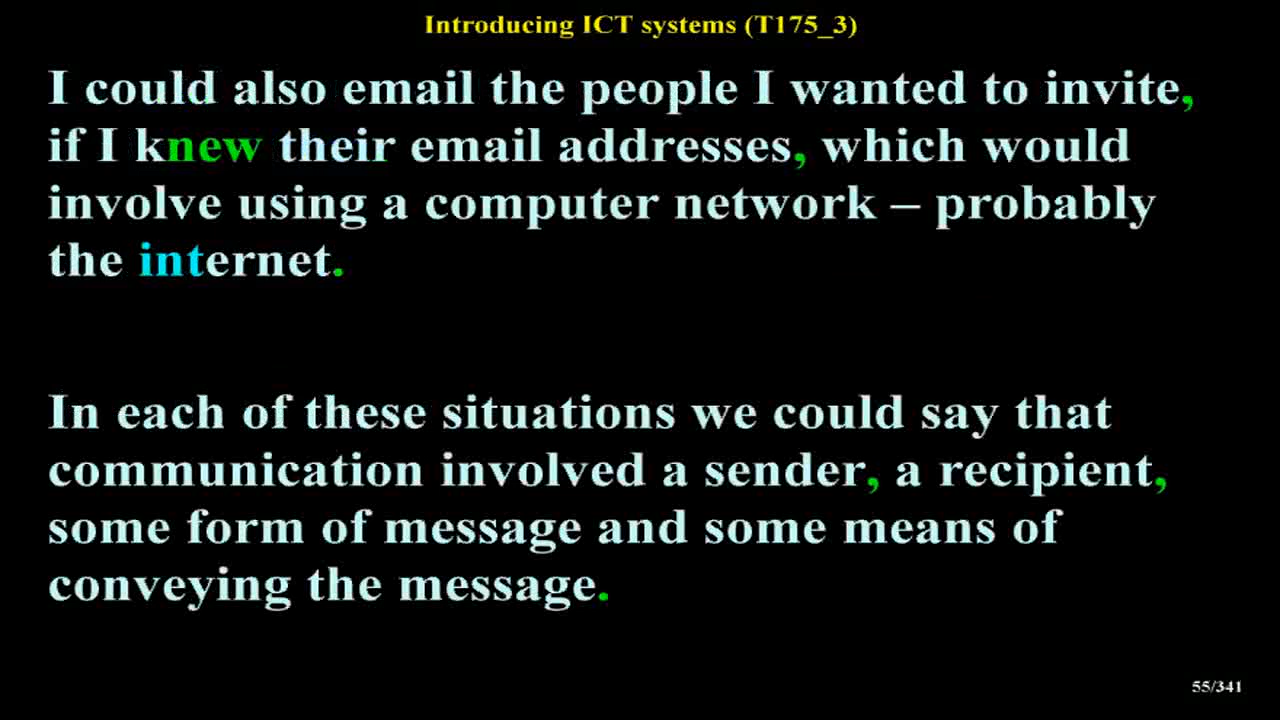 Introducing ICT systems (T175_3)
I could also email the people I wanted to invite,
if I knew their email addresses, which would
involve using a computer network – probably
the internet.
In each of these situations we could say that
communication involved a sender, a recipient,
some form of message and some means of
conveying the message.
55/341